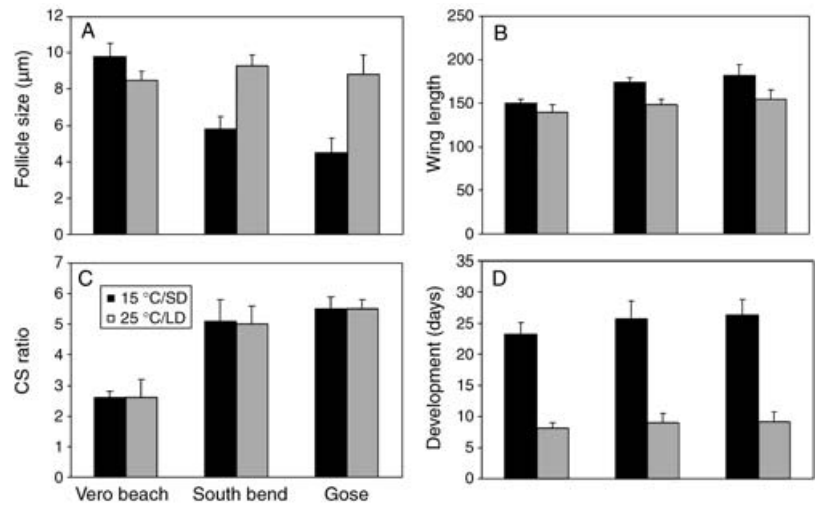 A
Follicle size (µm)
12
10
8
6
4
2
0
B
Wing length
250
200
150
100
50
0
C
CS ratio
7
6
5
4
3
2
1
0
15 °C/SD
25 °C/LD
Vero beach South bend Gose
D
Development (days)
35
30
25
20
15
10
5
0